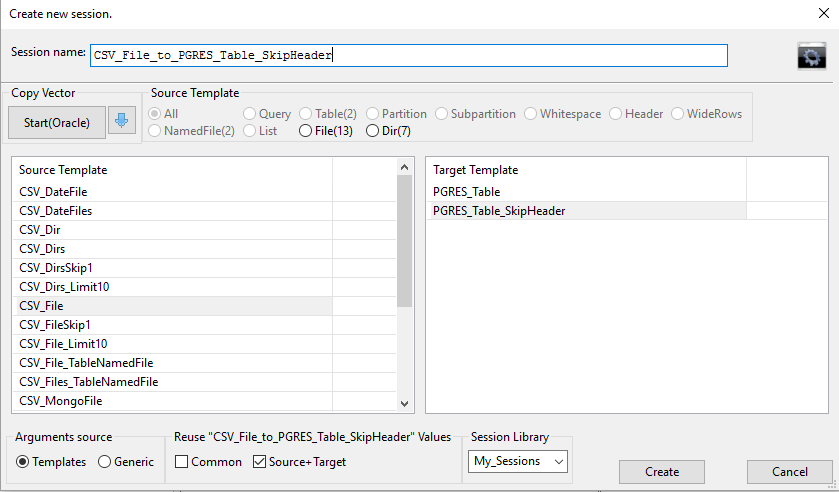 Create new session.
Session name: CSV_File_to_PGRES_Table_SkipHeader
Copy Vector
Start(Oracle)
Source Template
All Query Table(2) Partition Subpartition Whitespace Header WideRows
NamedFile(2) List File(13) Dir(7)
Source Template
CSV_DateFile
CSV_DateFiles
CSV_Dir
CSV_Dirs
CSV_DirsSkip1
CSV_Dirs_Limit10
CSV_File
CSV_FileSkip1
CSV_File_Limit10
CSV_File_TableNamedFile
CSV_Files_TableNamedFile
CSV_MongoFile
Target Template
PGRES_Table
PGRES_Table_SkipHeader
Arguments source
Templates Generic
Reuse "CSV_File_to_PGRES_Table_SkipHeader" Values
Common Source+Target
Session Library
My_Sessions
Create
Cancel